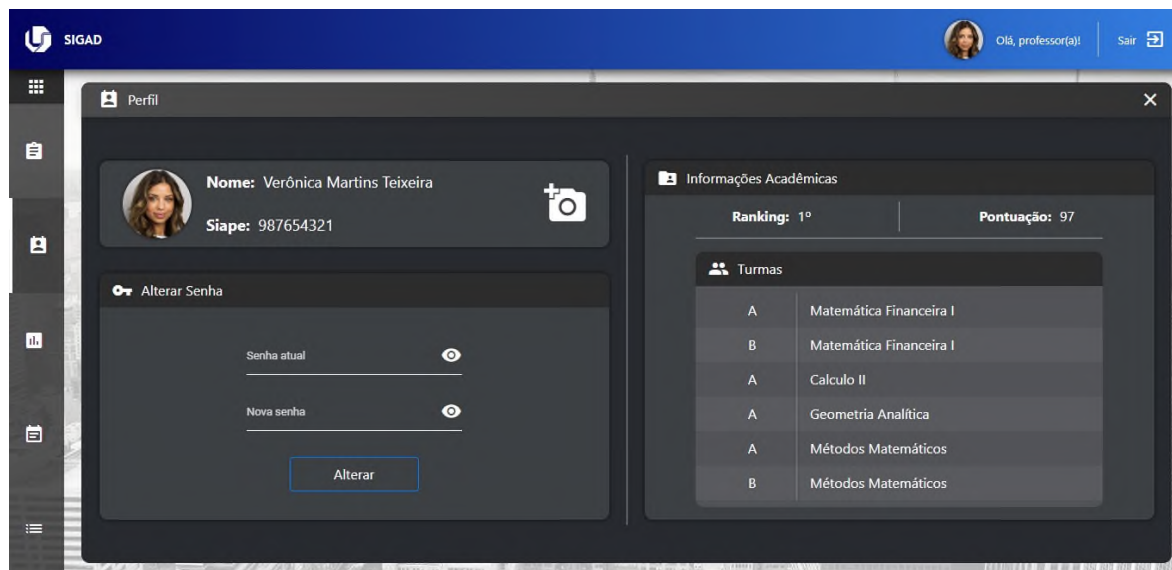 SIGAD
Olá, professor(a)!
Sair
Perfil
Nome: Verônica Martins Teixeira
Siape: 987654321
Alterar Senha
Senha atual
Nova senha
Alterar
Informações Acadêmicas
Ranking: 1º
Pontuação: 97
Turmas
A Matemática Financeira I
B Matemática Financeira I
A Calculo II
A Geometria Analítica
A Métodos Matemáticos
B Métodos Matemáticos